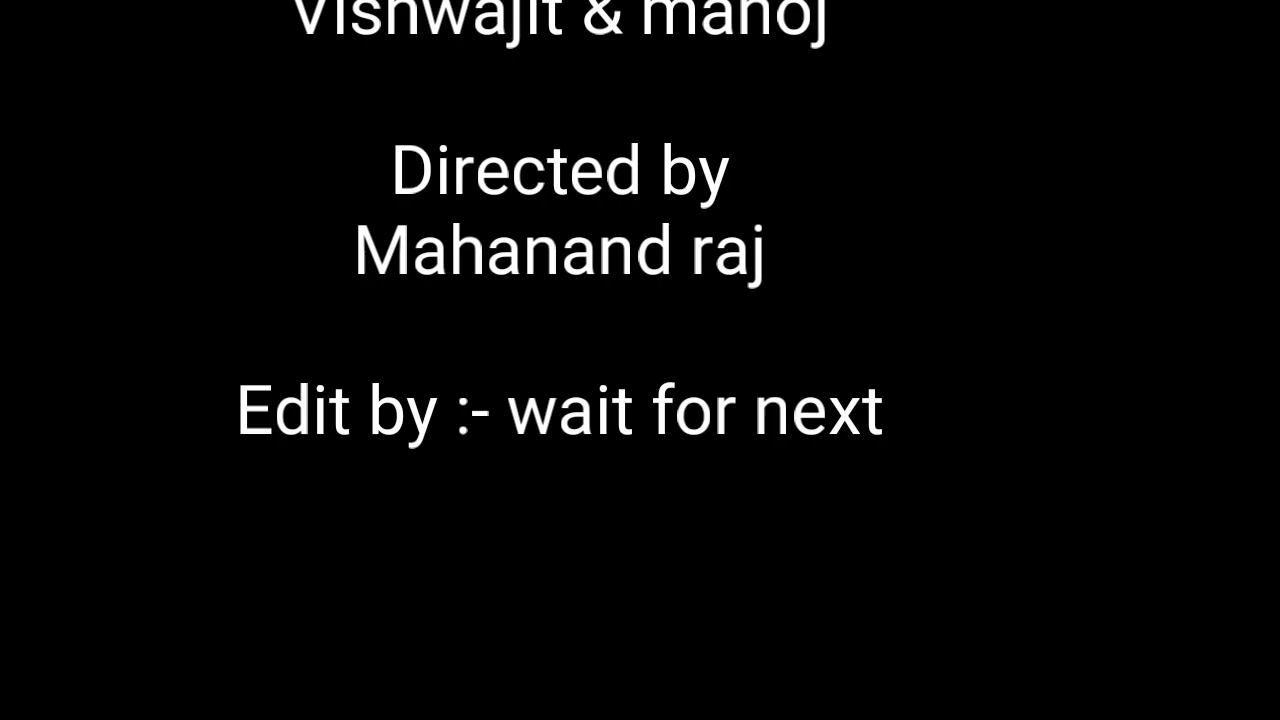 Vishwajit & manoj
Directed by
Mahanand raj
Edit by :- wait for next